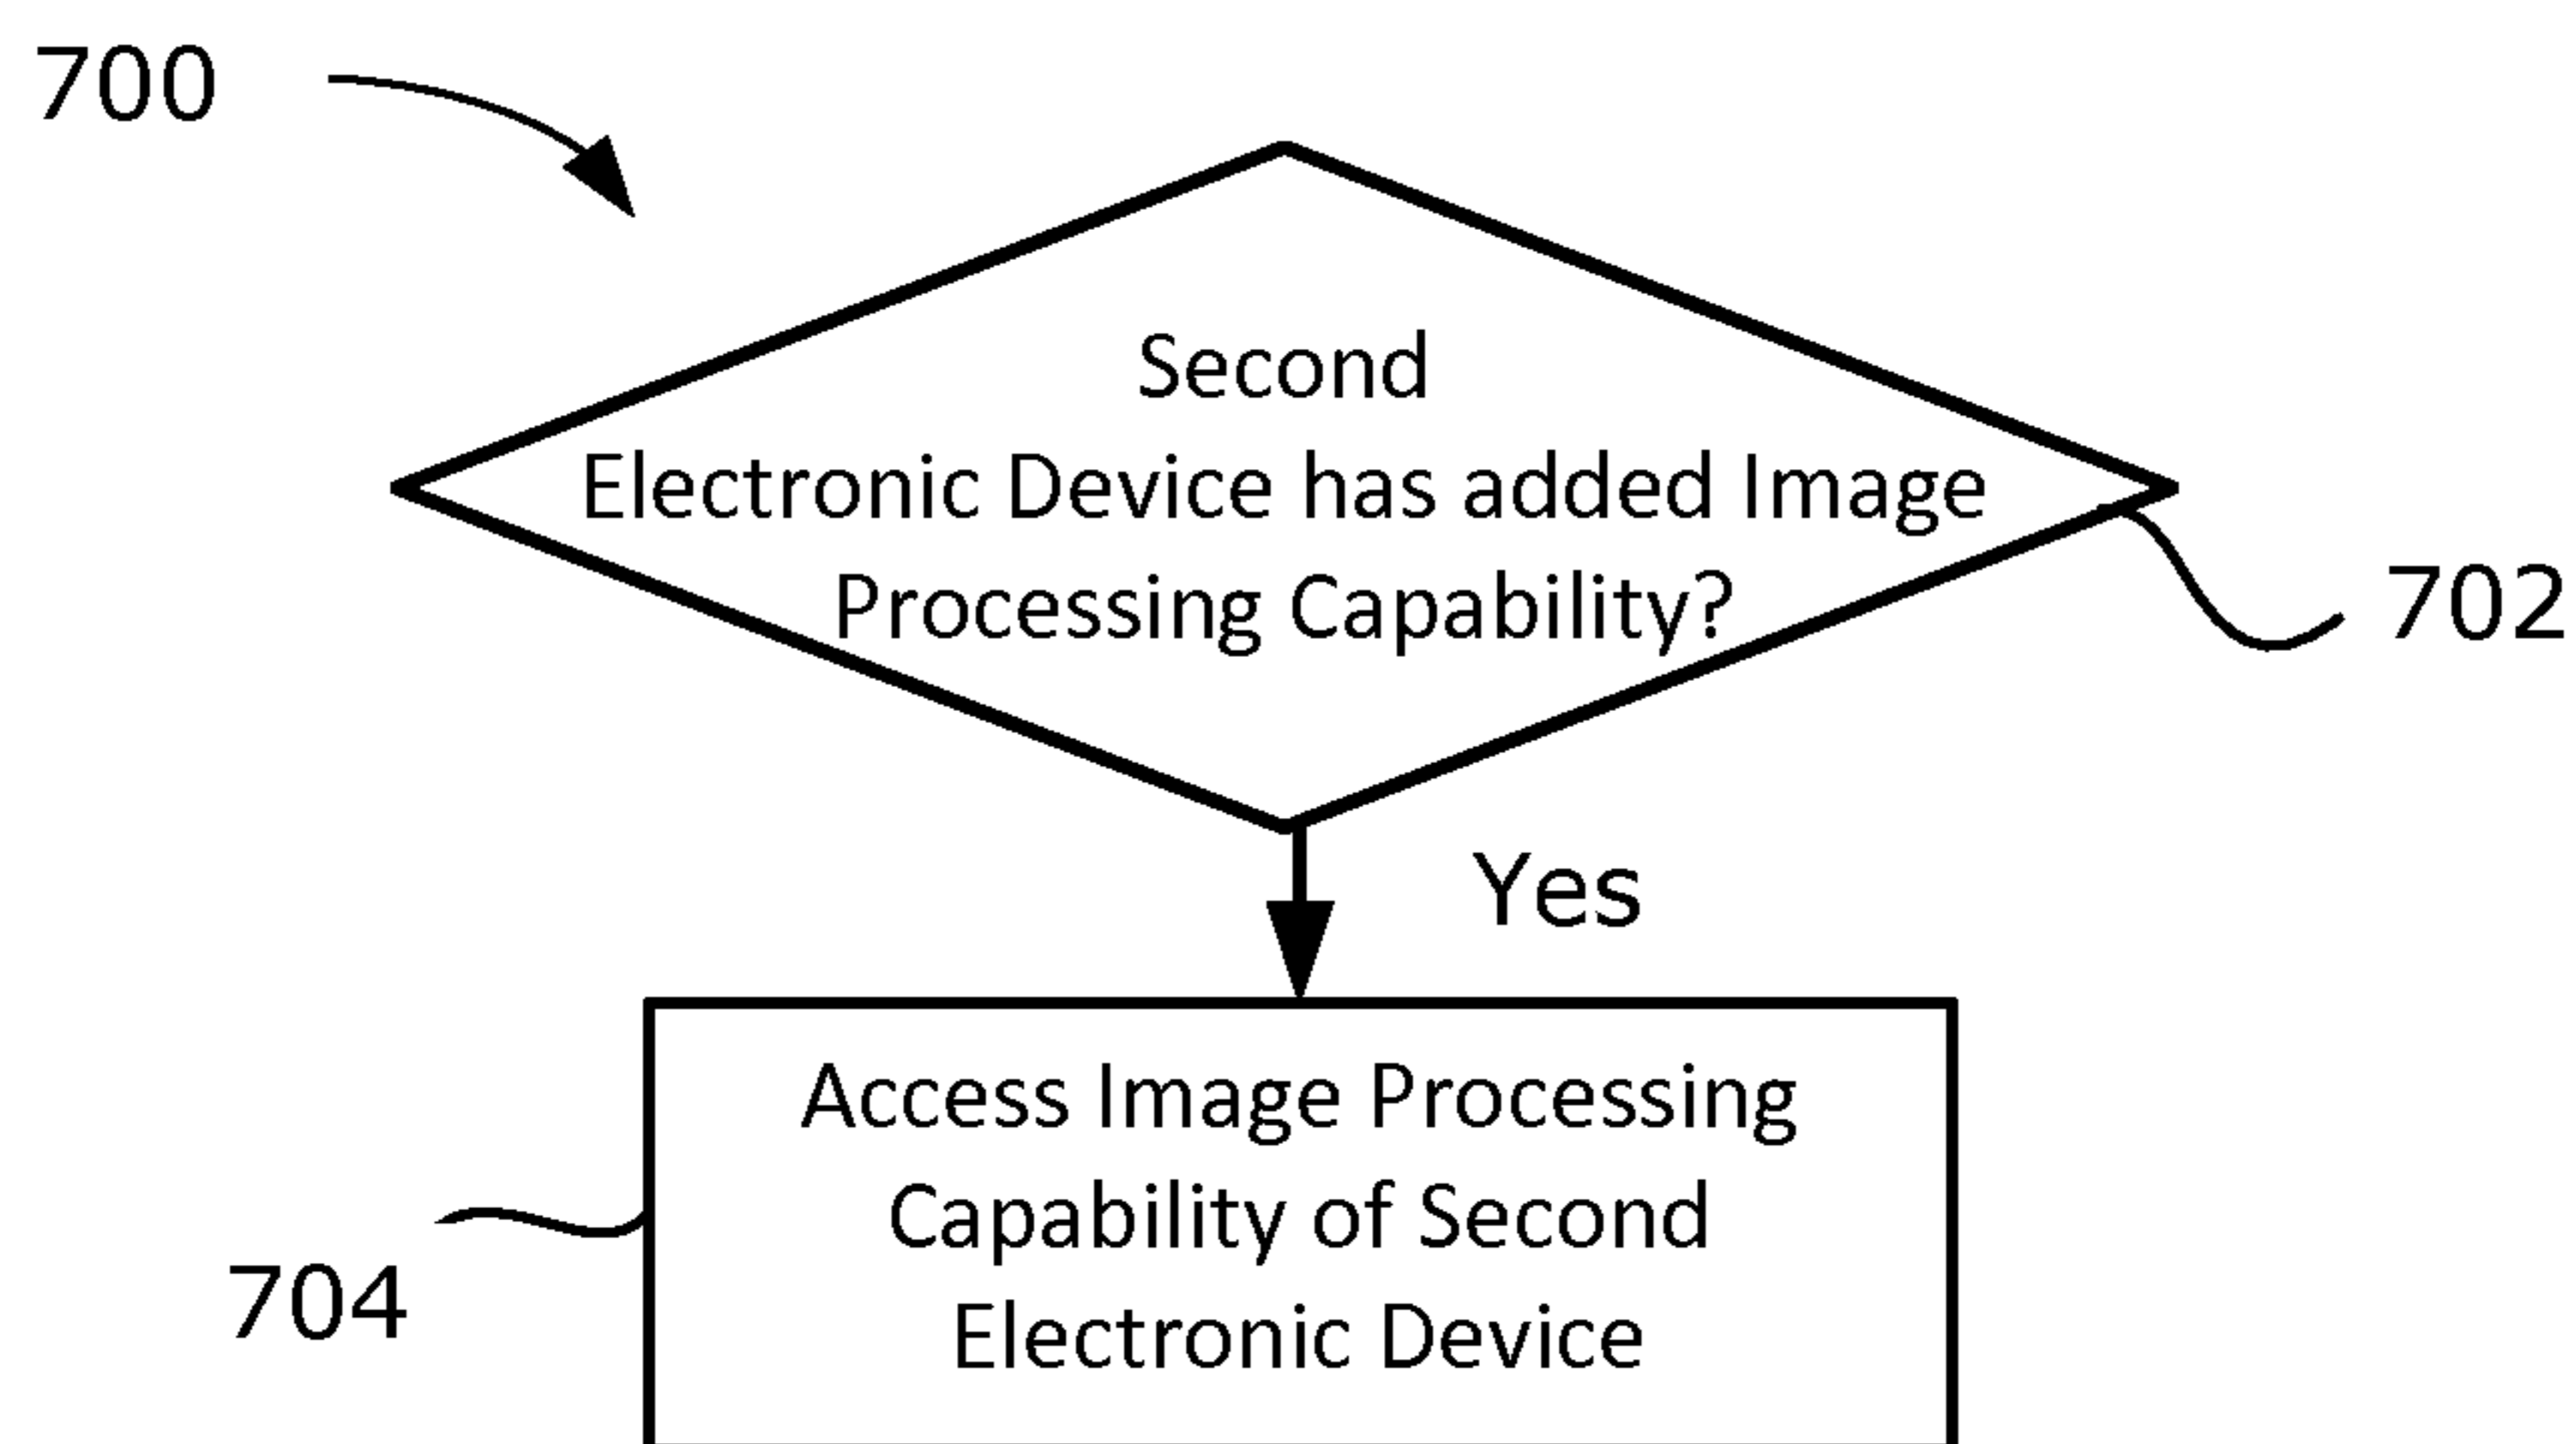 700
Second
Electronic Device has added Image
Processing Capability?
702
Yes
Access Image Processing
Capability of Second
Electronic Device
704